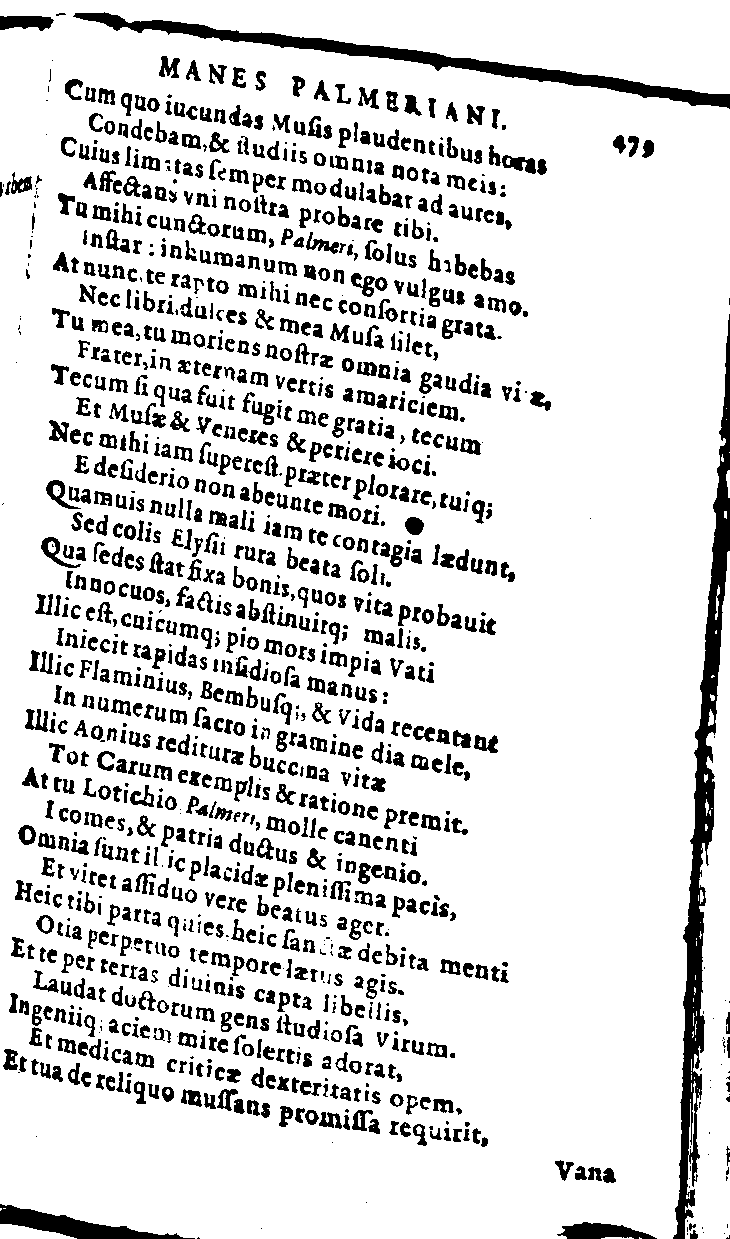 MANES PALMERIANI. 479
Cum quo iucundas Musis plaudentibus horas
Condebam, & studiis omnia nota meis:
Cuius limatas semper modulabar ad aures,
Affectans vni nostra probare tibi.
Tu mihi cunctorum, Palmeri, solus habebas
Instar: inhumanum non ego vulgus amo.
At nunc te rapto mihi nec consortia grata.
Nec libri dulces & mea Musa silet,
Tu mea, tu moriens nostræ omnia gaudia vitæ,
Frater, in æternam vertis amariciem.
Tecum si qua fuit fugit me gratia, tecum
Et Musæ & Veneres & periere ioci.
Nec mihi iam superest præter plorare, tuiq;
E desiderio non abeunte mori.
Quamuis nulla mali iam te contagia lædunt,
Sed colis Elysii rura beata soli.
Qua sedes stat fixa bonis, quos vita probauit
Innocuos, factis abstinuitq; malis.
Illic est, cuicumq; pio mors impia Vati
Iniecit rapidas insidiosa manus:
Illic Flaminius, Bembusq;, & Vida recentant
In numerum sacro in gramine dia mele,
Illic Aonius redituræ buccina vitæ
Tot Carum exemplis & ratione premit.
At tu Lotichio Palmeri, molle canenti
I comes, & patria ductus & ingenio.
Omnia sunt illic placidæ plenissima pacis,
Et viret assiduo vere beatus ager.
Heic tibi parta quies, heic sanctæ debita menti
Otia perpetuo tempore lætus agis.
Et te per terras diuinis capta libellis,
Laudat doctorum gens studiosa virum.
Ingeniiq; aciem mire solertis adorat,
Et medicam criticæ dexteritatis opem.
Et tua de reliquo mussans promissa requirit,
Vana